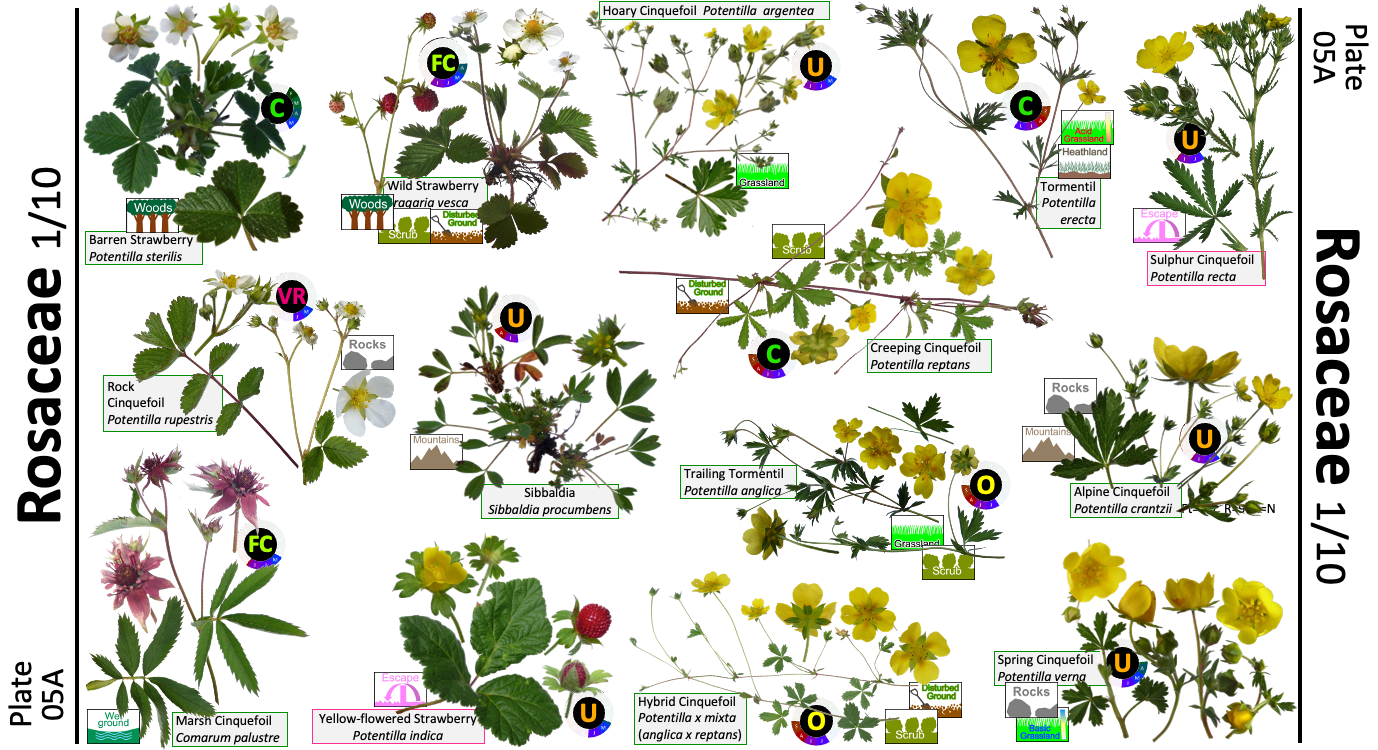 Plate
05A
Rosaceae 1/10
C
Woods
Barren Strawberry
Potentilla sterilis
FC
Woods
Scrub
Disturbed
Ground
Wild Strawberry
ragaria vesca
Hoary Cinquefoil Potentilla argentea
U
Grassland
C
Acid
Grassland
Heathland
Tormentil
Potentilla
erecta
U
Escape
Sulphur Cinquefoil
Potentilla recta
VR
Rocks
Rock
Cinquefoil
Potentilla rupestris
U
Mountains
Sibbaldia
Sibbaldia procumbens
Scrub
Disturbed
Ground
C
Creeping Cinquefoil
Potentilla reptans
Trailing Tormentil
Potentilla anglica
O
Grassland
Scrub
Rocks
Mountains
U
Alpine Cinquefoil
Potentilla crantzii
FC
Wet
ground
Marsh Cinquefoil
Comarum palustre
Escape
Yellow-flowered Strawberry
Potentilla indica
U
Hybrid Cinquefoil
Potentilla x mixta
(anglica x reptans)
O
Disturbed
Ground
Scrub
Spring Cinquefoil
Potentilla verna
U
Rocks
Basic
Grassland
Plate
05A
Rosaceae 1/10